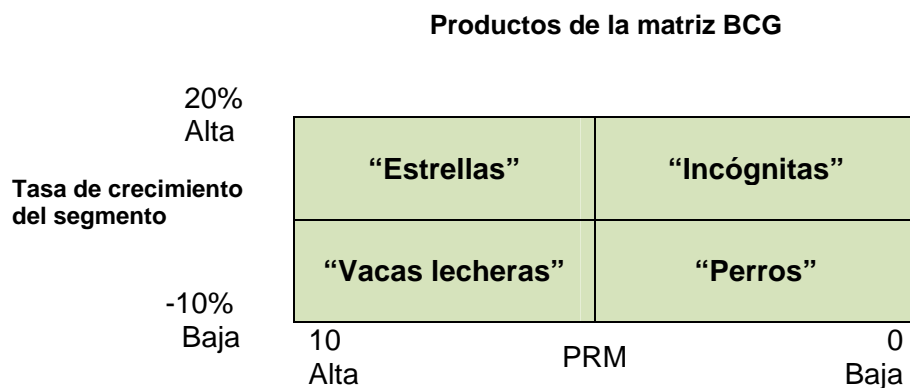 Productos de la matriz BCG
20%
Alta
Tasa de crecimiento
del segmento
“Estrellas”
“Incógnitas”
“Vacas lecheras”
“Perros”
-10%
Baja
10
Alta
PRM
0
Baja